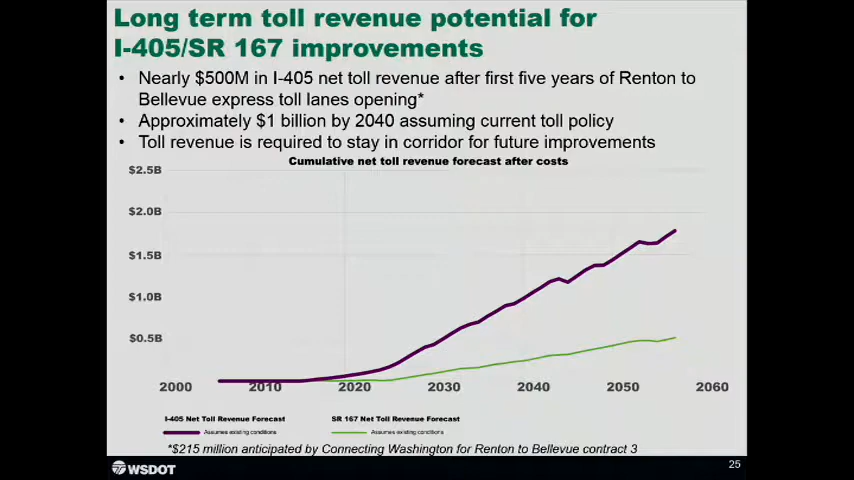 Long term toll revenue potential for
I-405/SR 167 improvements
• Nearly $500M in I-405 net toll revenue after first five years of Renton to
Bellevue express toll lanes opening*
• Approximately $1 billion by 2040 assuming current toll policy
• Toll revenue is required to stay in corridor for future improvements
Cumulative net toll revenue forecast after costs
$2.5B
$2.0B
$1.5B
$1.0B
$0.5B
2000 2010 2020 2030 2040 2050 2060
I-405 Net Toll Revenue Forecast SR 167 Net Toll Revenue Forecast
Assumes existing conditions Assumes existing conditions
*$215 million anticipated by Connecting Washington for Renton to Bellevue contract 3
WSDOT 25